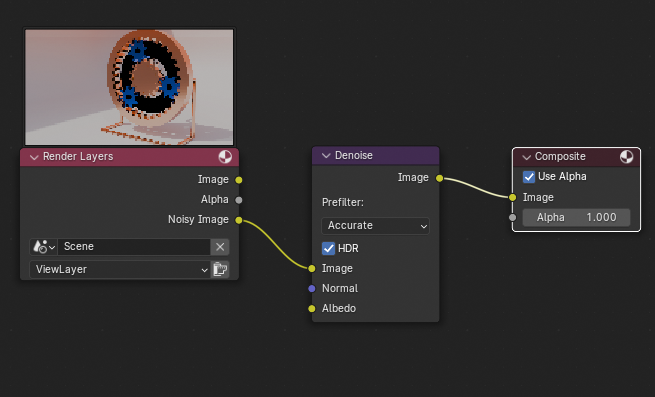 Render Layers
Image
Alpha
Noisy Image
Scene
ViewLayer
Denoise
Image
Prefilter:
Accurate
HDR
Image
Normal
Albedo
Composite
Use Alpha
Image
Alpha 1.000